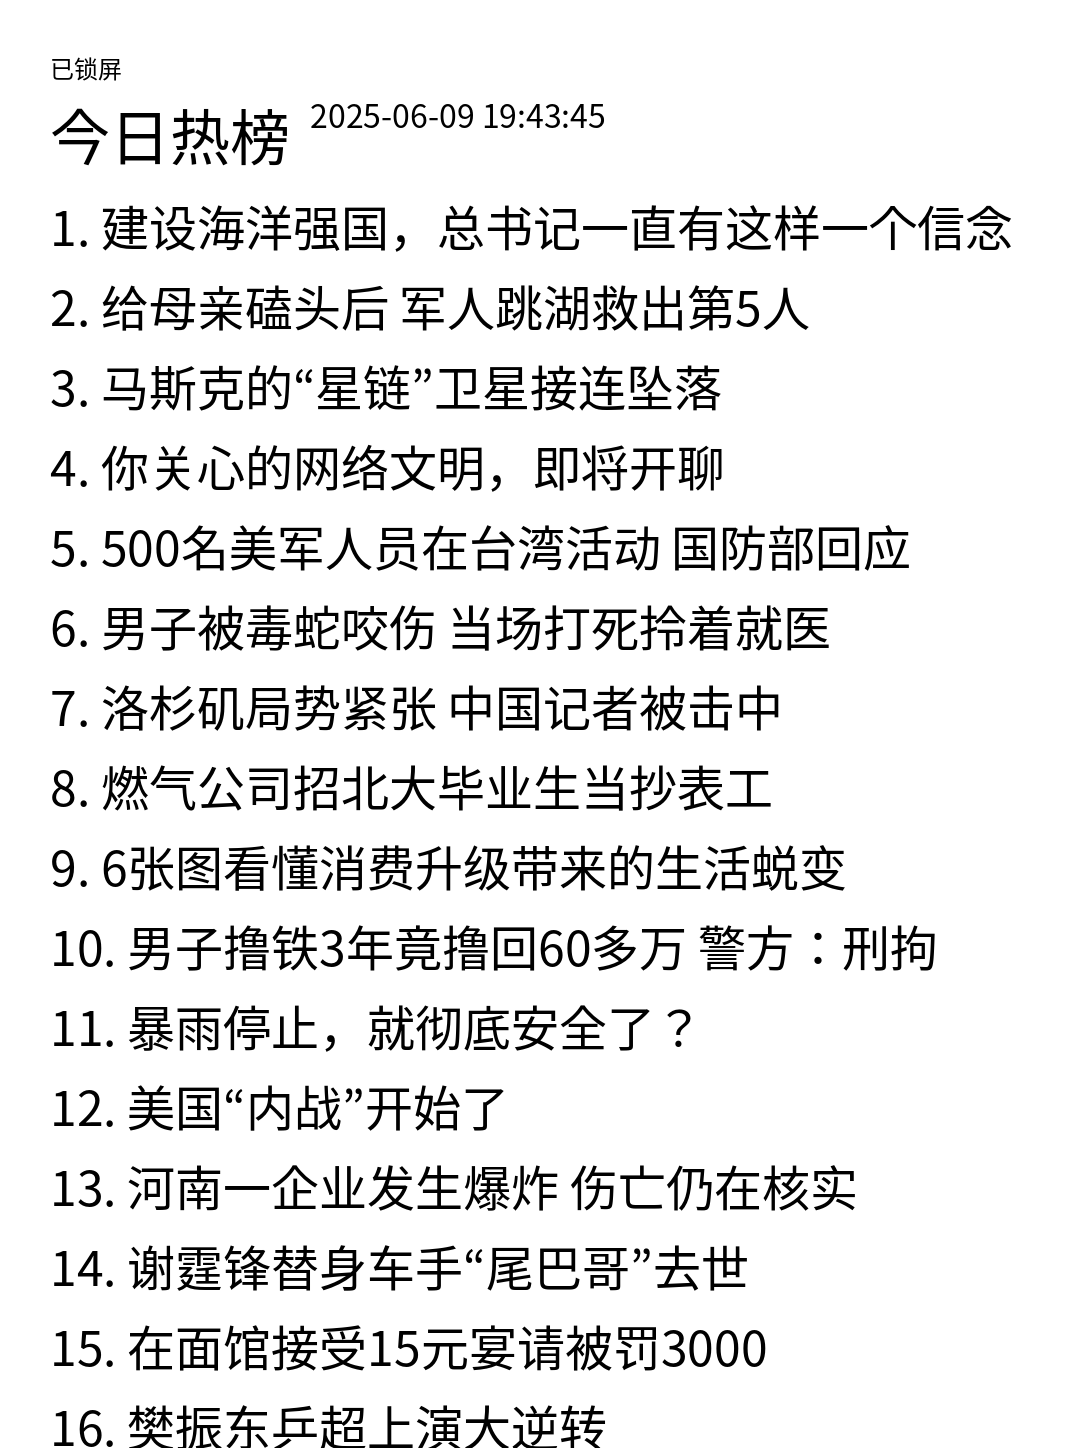 已锁屏
今日热榜 2025-06-09 19:43:45
1. 建设海洋强国，总书记一直有这样一个信念
2. 给母亲磕头后 军人跳湖救出第5人
3. 马斯克的“星链”卫星接连坠落
4. 你关心的网络文明，即将开聊
5. 500名美军人员在台湾活动 国防部回应
6. 男子被毒蛇咬伤 当场打死拎着就医
7. 洛杉矶局势紧张 中国记者被击中
8. 燃气公司招北大毕业生当抄表工
9. 6张图看懂消费升级带来的生活蜕变
10. 男子撸铁3年竟撸回60多万 警方：刑拘
11. 暴雨停止，就彻底安全了？
12. 美国“内战”开始了
13. 河南一企业发生爆炸 伤亡仍在核实
14. 谢霆锋替身车手“尾巴哥”去世
15. 在面馆接受15元宴请被罚3000
16. 樊振东乒超上演大逆转